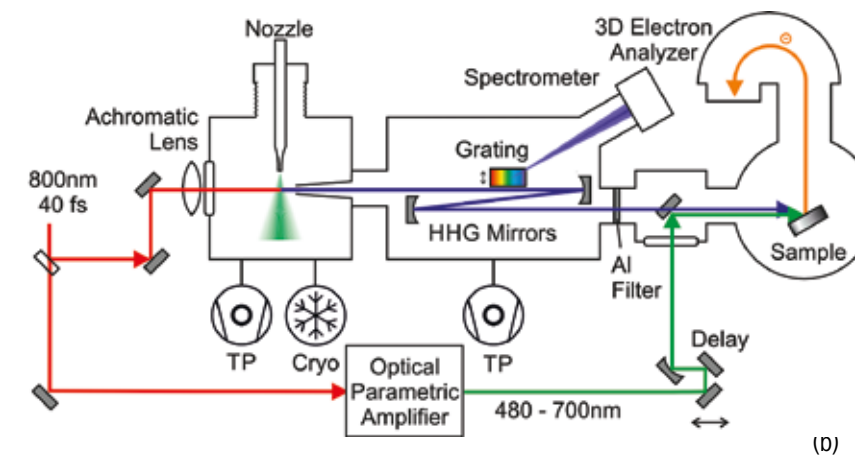 Nozzle
3D Electron
Analyzer
Spectrometer
Achromatic
Lens
Grating
800nm
40 fs
HHG Mirrors
Sample
Al
Filter
TP
Cryo
TP
Delay
Optical
Parametric
Amplifier
480 - 700nm
(b)